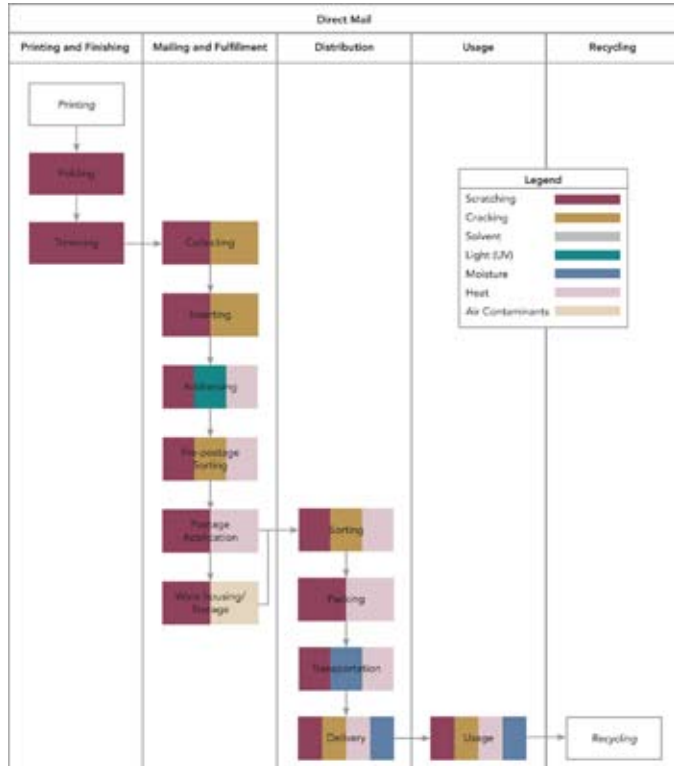 Direct Mail
Printing and Finishing
Mailing and Fulfillment
Distribution
Usage
Recycling
Printing
Folding
Trimming
Collecting
Inserting
Addressing
Pre-postage
Sorting
Postage
Application
Warehousing/
Storage
Sorting
Packing
Transportation
Delivery
Usage
Recycling
Legend
Scratching
Cracking
Solvent
Light (UV)
Moisture
Heat
Air Contaminants